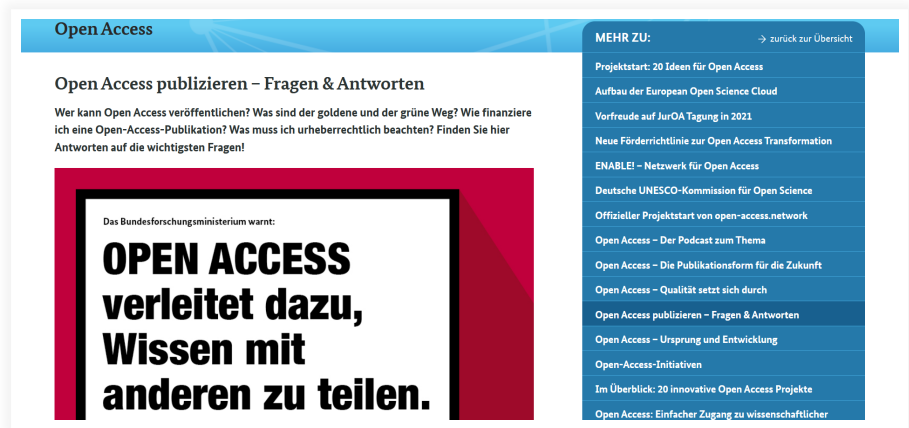 Open Access
Open Access publizieren – Fragen & Antworten
Wer kann Open Access veröffentlichen? Was sind der goldene und der grüne Weg? Wie finanziere
ich eine Open-Access-Publikation? Was muss ich urheberrechtlich beachten? Finden Sie hier
Antworten auf die wichtigsten Fragen!
Das Bundesforschungsministerium warnt:
OPEN ACCESS
verleitet dazu,
Wissen mit
anderen zu teilen.
MEHR ZU:
→ zurück zur Übersicht
Projektstart: 20 Ideen für Open Access
Aufbau der European Open Science Cloud
Vorfreude auf JurOA Tagung in 2021
Neue Förderrichtlinie zur Open Access Transformation
ENABLE! – Netzwerk für Open Access
Deutsche UNESCO-Kommission für Open Science
Offizieller Projektstart von open-access.network
Open Access – Der Podcast zum Thema
Open Access – Die Publikationsform für die Zukunft
Open Access – Qualität setzt sich durch
Open Access publizieren – Fragen & Antworten
Open Access – Ursprung und Entwicklung
Open-Access-Initiativen
Im Überblick: 20 innovative Open Access Projekte
Open Access: Einfacher Zugang zu wissenschaftlicher